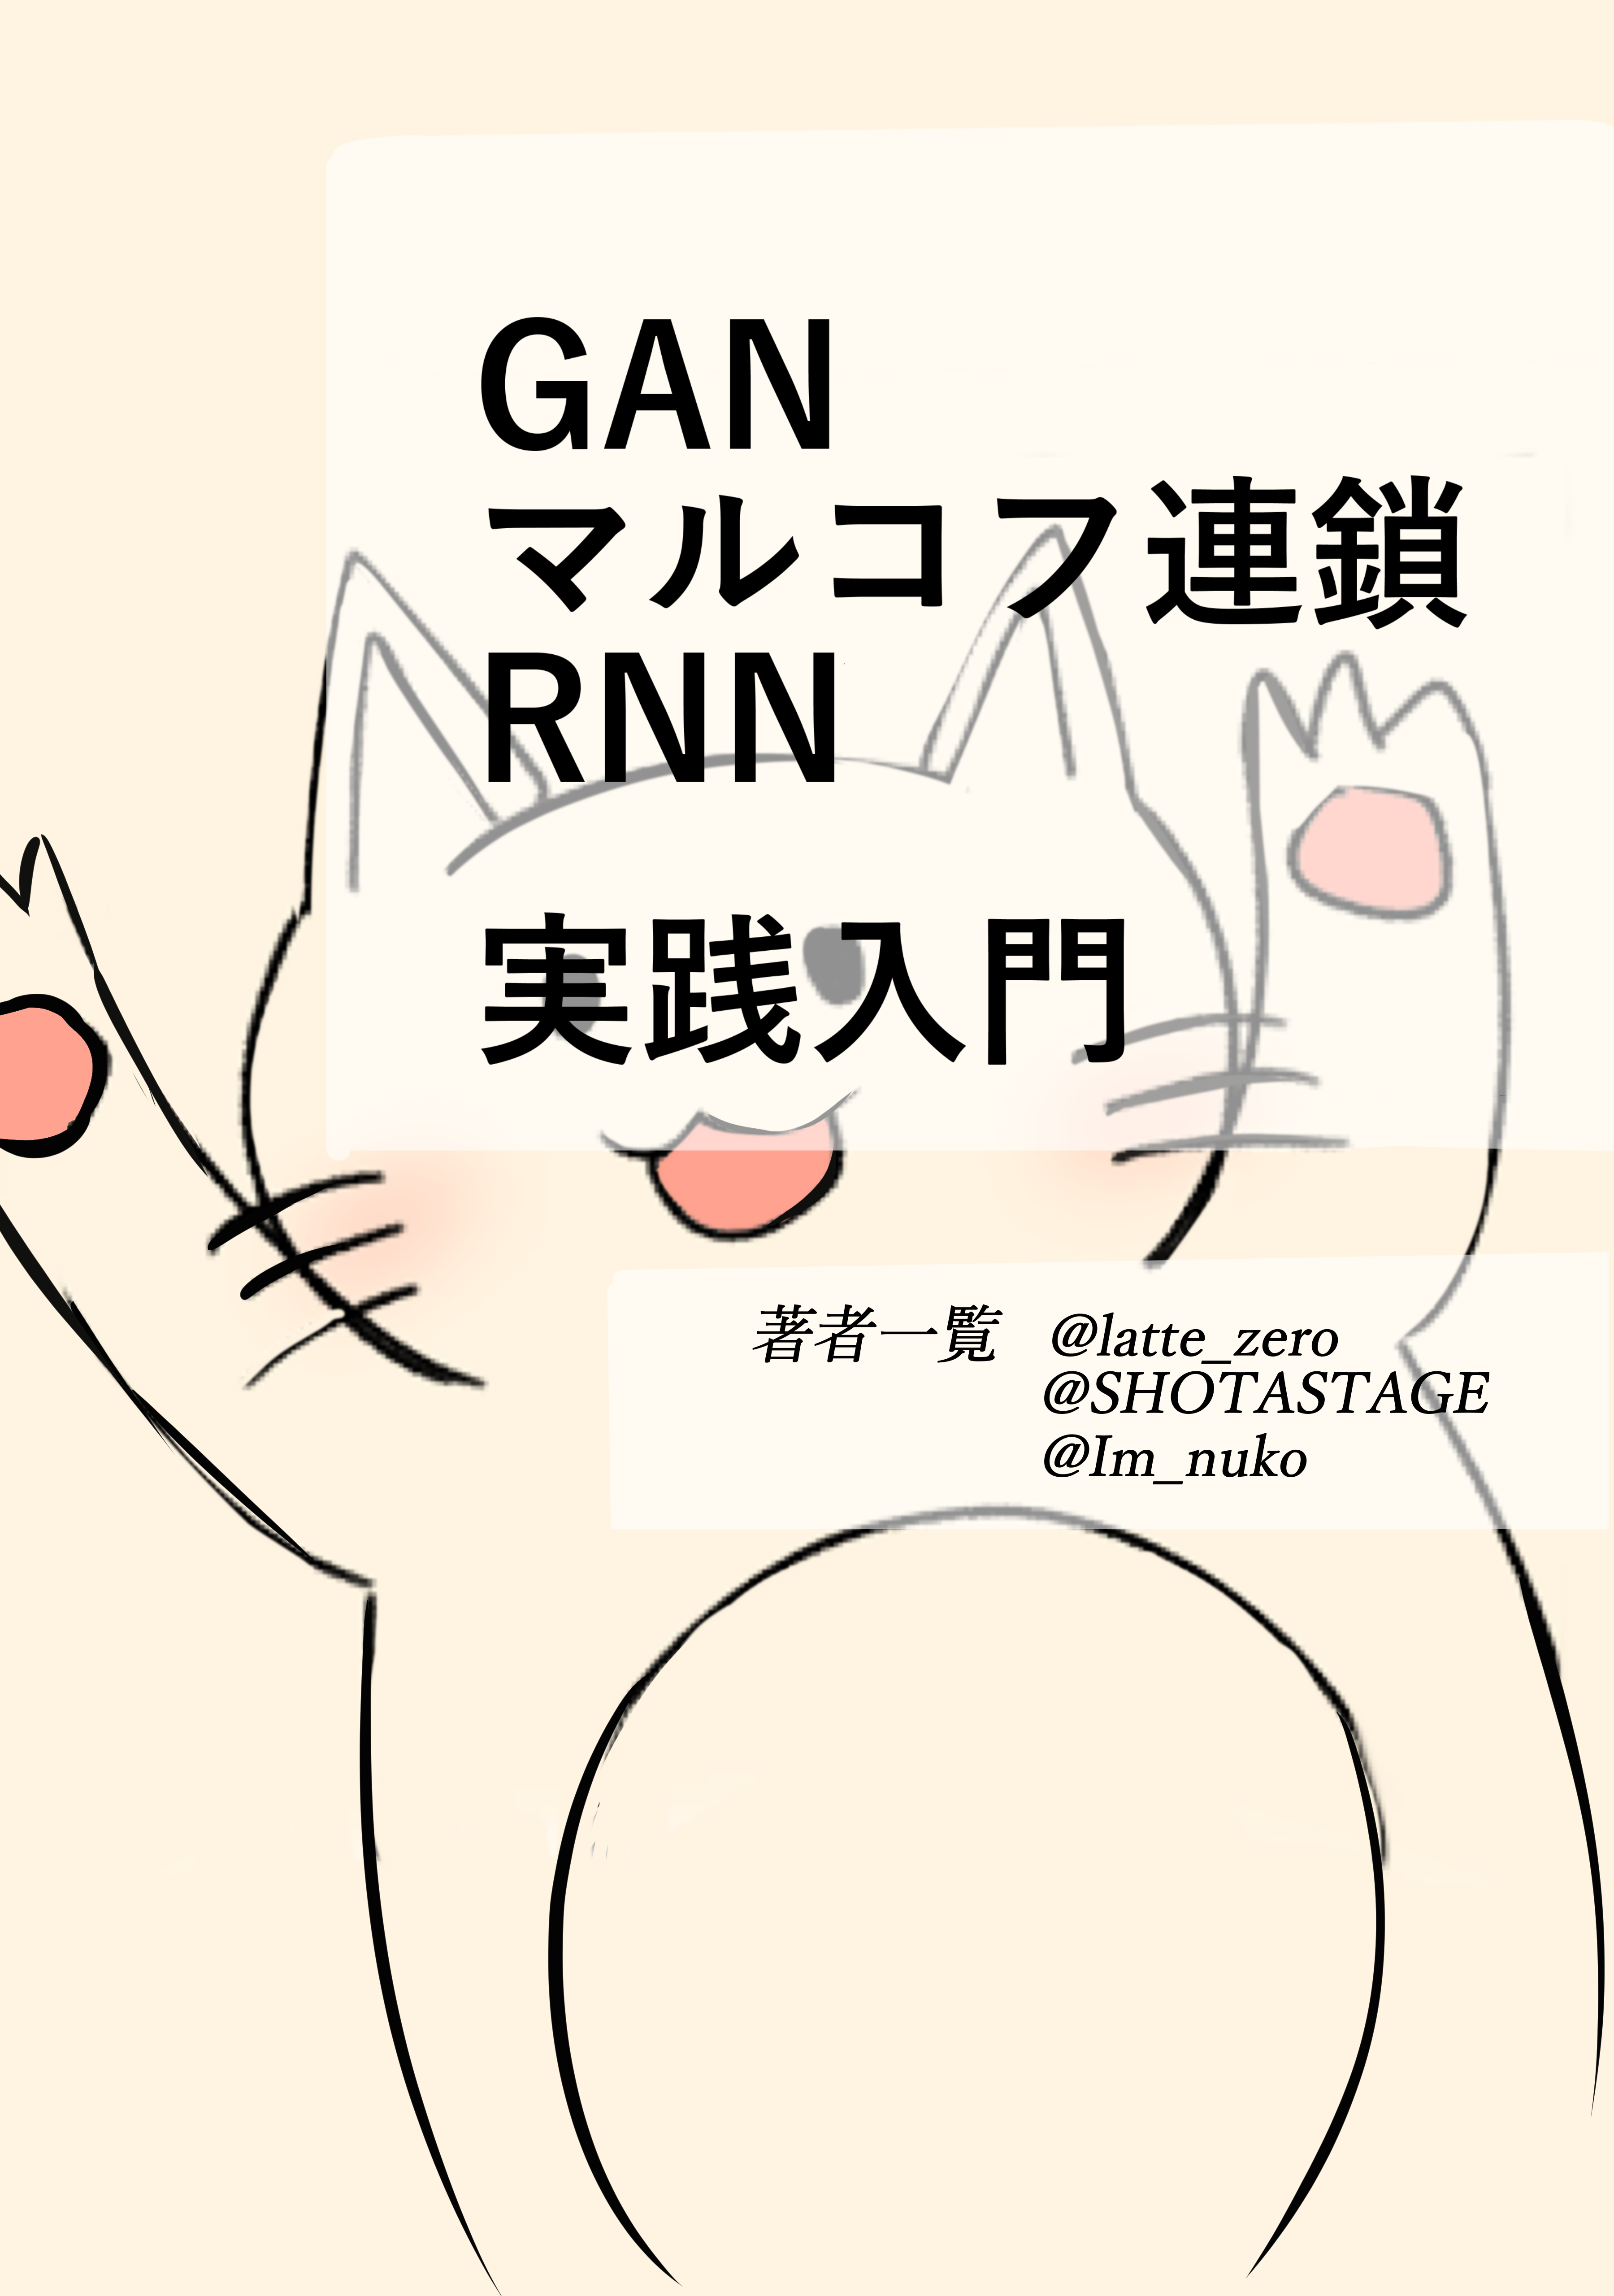 GAN
マルコフ連鎖
RNN
実践入門
著者一覧 @latte_zero
@SHOTASTAGE
@Im_nuko